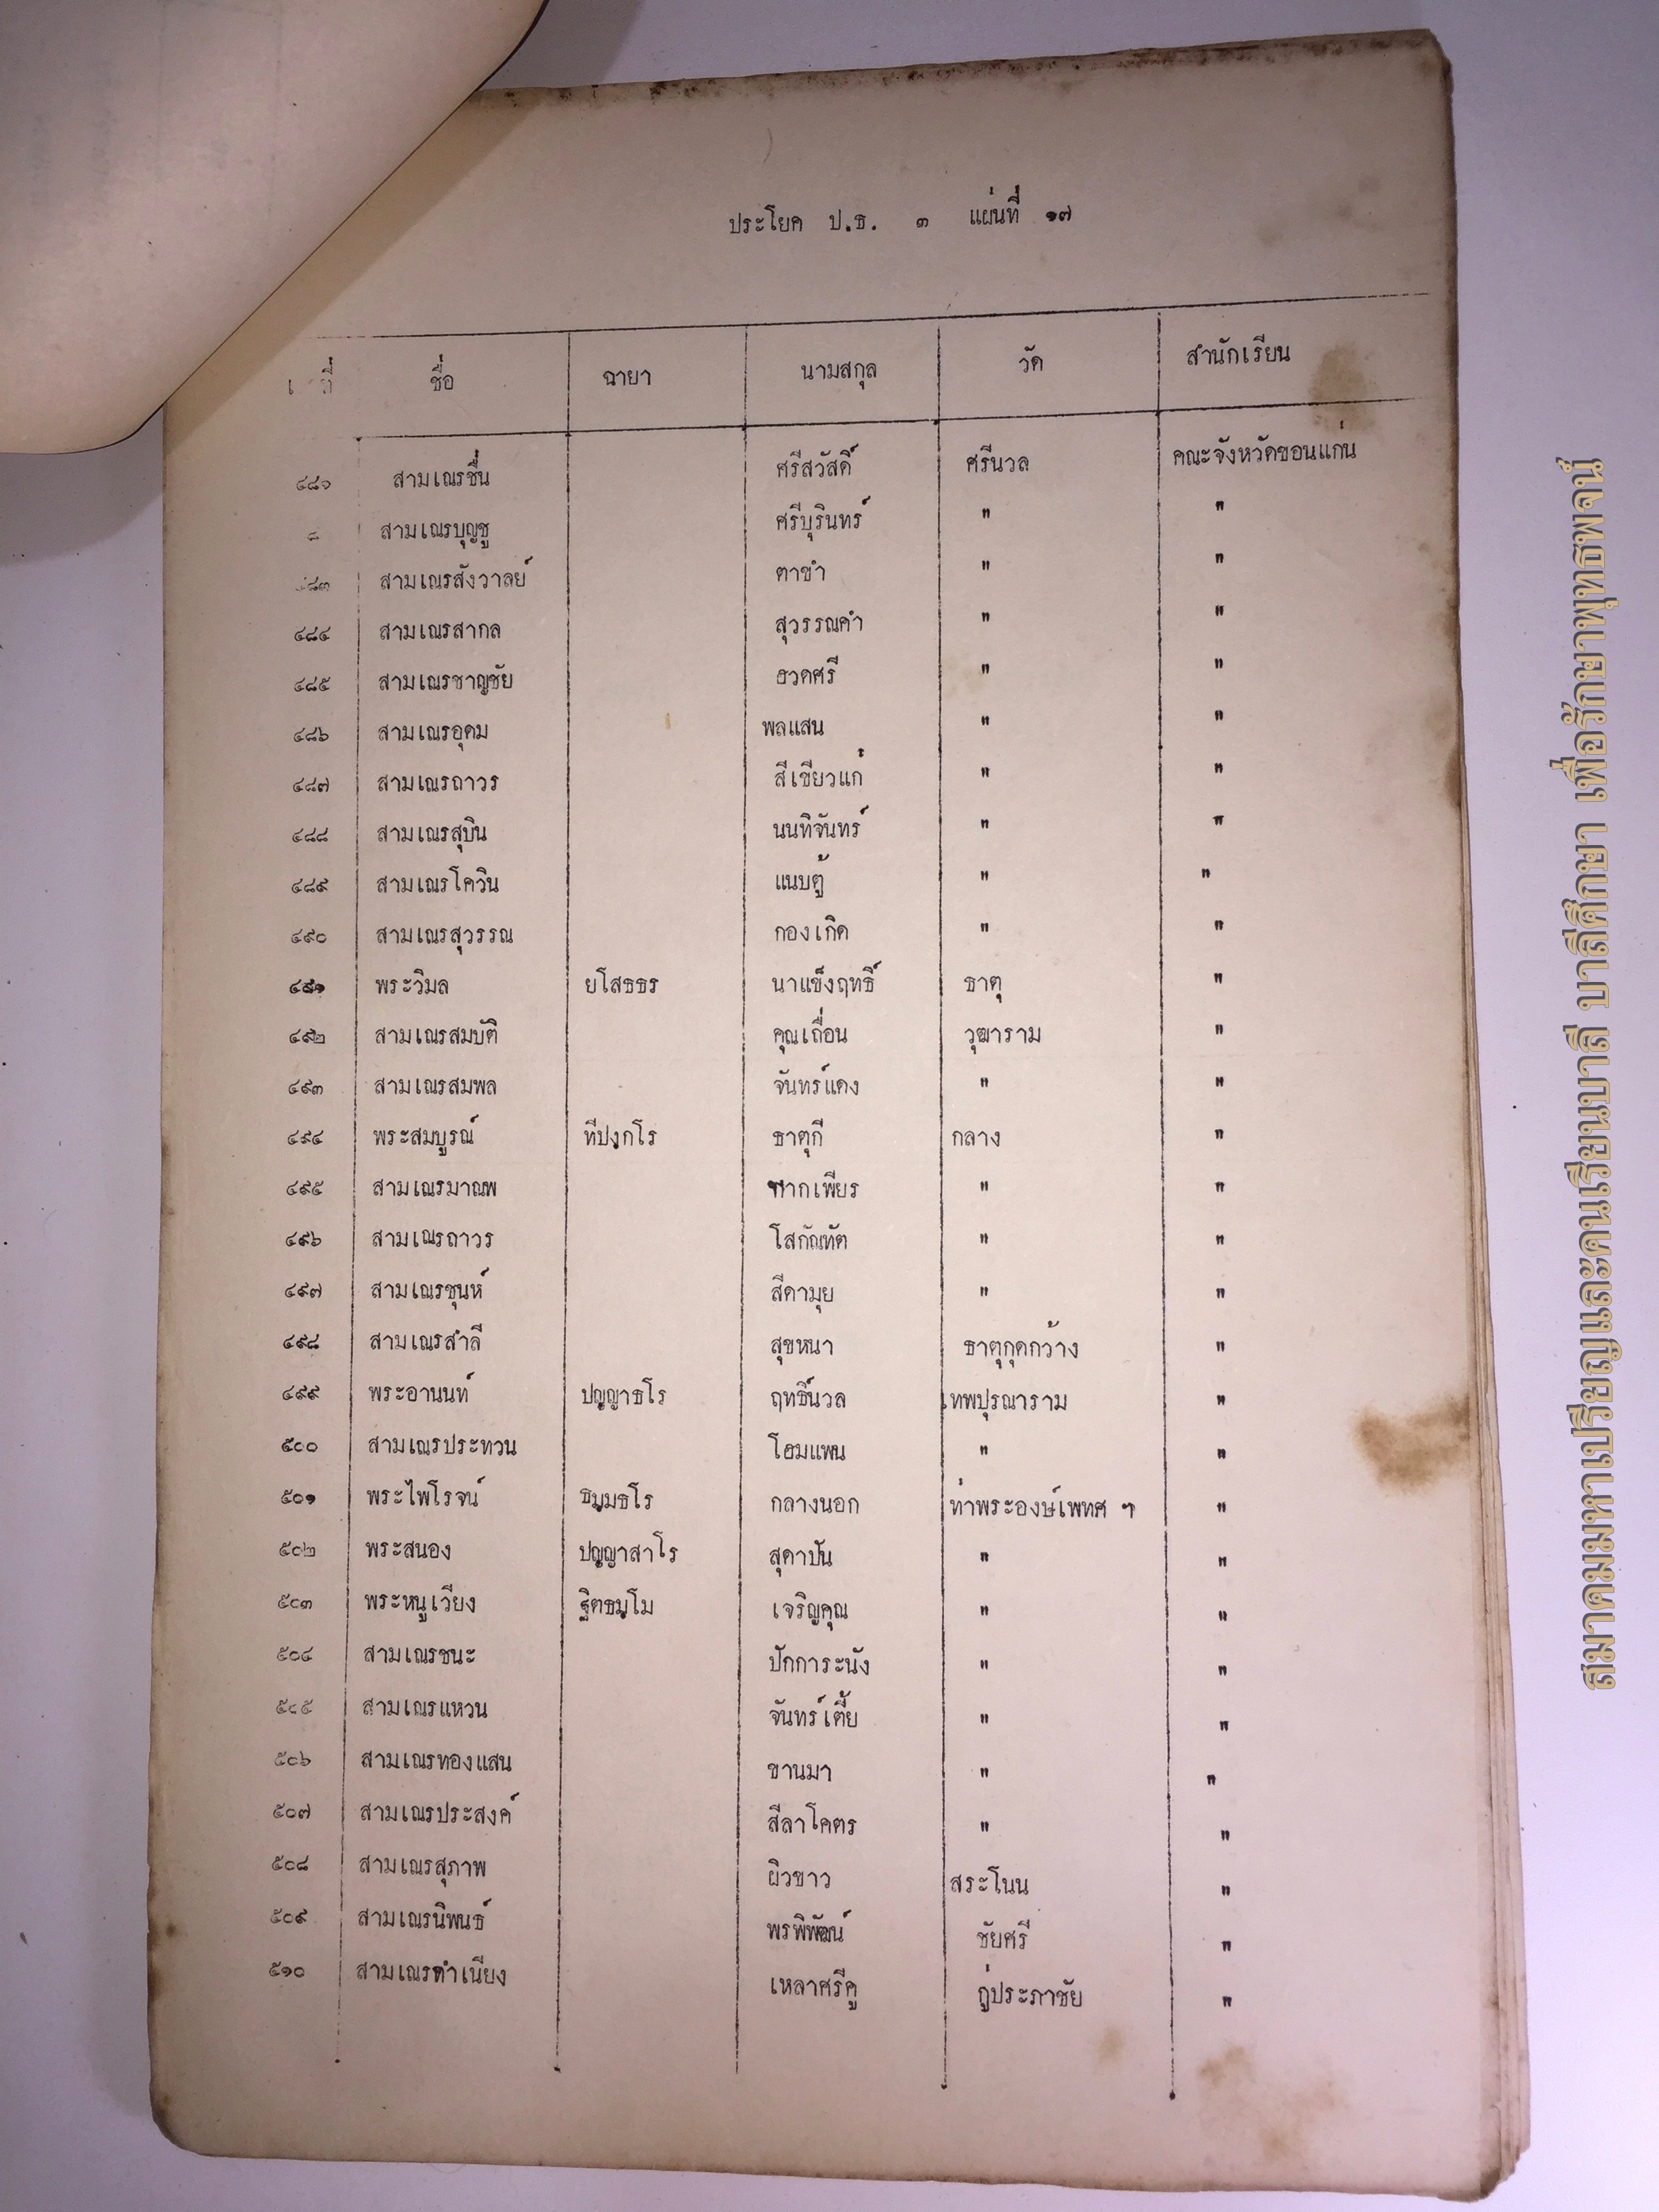 ประโยค ป.ธ. ๓ แผ่นที่ ๑๗
ที่ ชื่อ ฉายา นามสกุล วัด สำนักเรียน
๔๘๑ สามเณรชื่น ศรีสวัสดิ์ ศรีนวล คณะจังหวัดขอนแก่น
สามเณรบุญชู ศรีบุรินทร์ " "
๔๘๓ สามเณรสังวาลย์ ตาขำ " "
๔๘๔ สามเณรสากล สุวรรณคำ " "
๔๘๕ สามเณรชาญชัย ธวดศรี " "
๔๘๖ สามเณรอุดม พลแสน " "
๔๘๗ สามเณรถาวร สีเขียวแก่ " "
๔๘๘ สามเณรสุบิน นนทิจันทร์ " "
๔๘๙ สามเณรโควิน แนบตู้ " "
๔๙๐ สามเณรสุวรรณ กองเกิด " "
๔๙๑ พระวิมล ยโสธธร นาแข็งฤทธิ์ ธาตุ "
๔๙๒ สามเณรสมบัติ คุณเถื่อน วุฒาราม "
๔๙๓ สามเณรสมพล จันทร์แดง " "
๔๙๔ พระสมบูรณ์ ทีปงฺกโร ธาตุกี กลาง "
๔๙๕ สามเณรมาณพ พากเพียร " "
๔๙๖ สามเณรถาวร โสกัณทัต " "
๔๙๗ สามเณรชุนห์ สีดามุย " "
๔๙๘ สามเณรสำลี สุขหนา ธาตุกุดกว้าง "
๔๙๙ พระอานนท์ ปญฺญาธโร ฤทธิ์นวล เทพปุรณาราม "
๕๐๐ สามเณรประทวน โฮมแพน " "
๕๐๑ พระไพโรจน์ ธมฺมธโร กลางนอก ท่าพระองษ์เพทศ ฯ "
๕๐๒ พระสนอง ปญฺญาสาโร สุดาปัน " "
๕๐๓ พระหนูเวียง ฐิตธมฺโม เจริญคุณ " "
๕๐๔ สามเณรชนะ ปักการะนัง " "
๕๐๕ สามเณรแหวน จันทร์เตี้ย " "
๕๐๖ สามเณรทองแสน ขานมา " "
๕๐๗ สามเณรประสงค์ สีลาโคตร " "
๕๐๘ สามเณรสุภาพ ผิวขาว สระโนน "
๕๐๙ สามเณรนิพนธ์ พรพิพัฒน์ ชัยศรี "
๕๑๐ สามเณรคำเนียง เหลาศรีคู กู่ประภาชัย "
สมาคมมหาเปรียญและคนเรียนบาลี บาลีศึกษา เพื่อรักษาพุทธพจน์